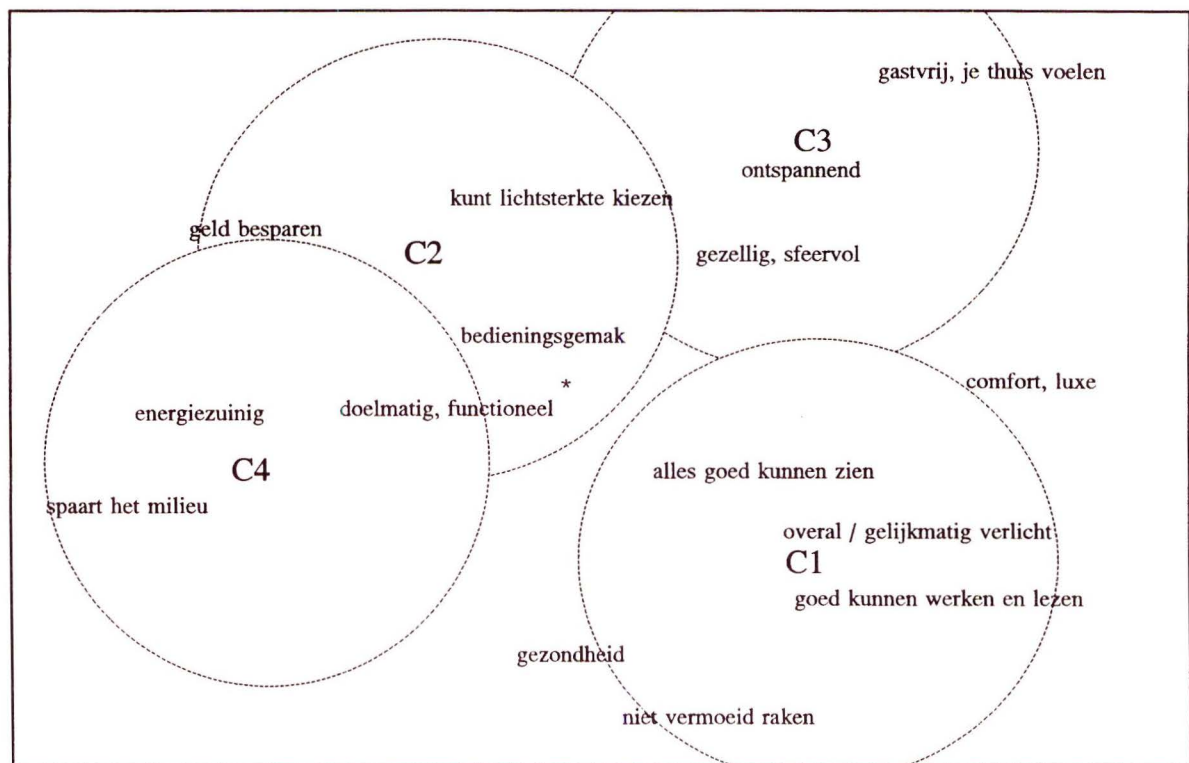 gastvrij, je thuis voelen
C3
ontspannend
kunt lichtsterkte kiezen
geld besparen
C2
gezellig, sfeervol
bedieningsgemak
*
comfort, luxe
energiezuinig
doelmatig, functioneel
C4
alles goed kunnen zien
spaart het milieu
overal / gelijkmatig verlicht
C1
goed kunnen werken en lezen
gezondheid
niet vermoeid raken